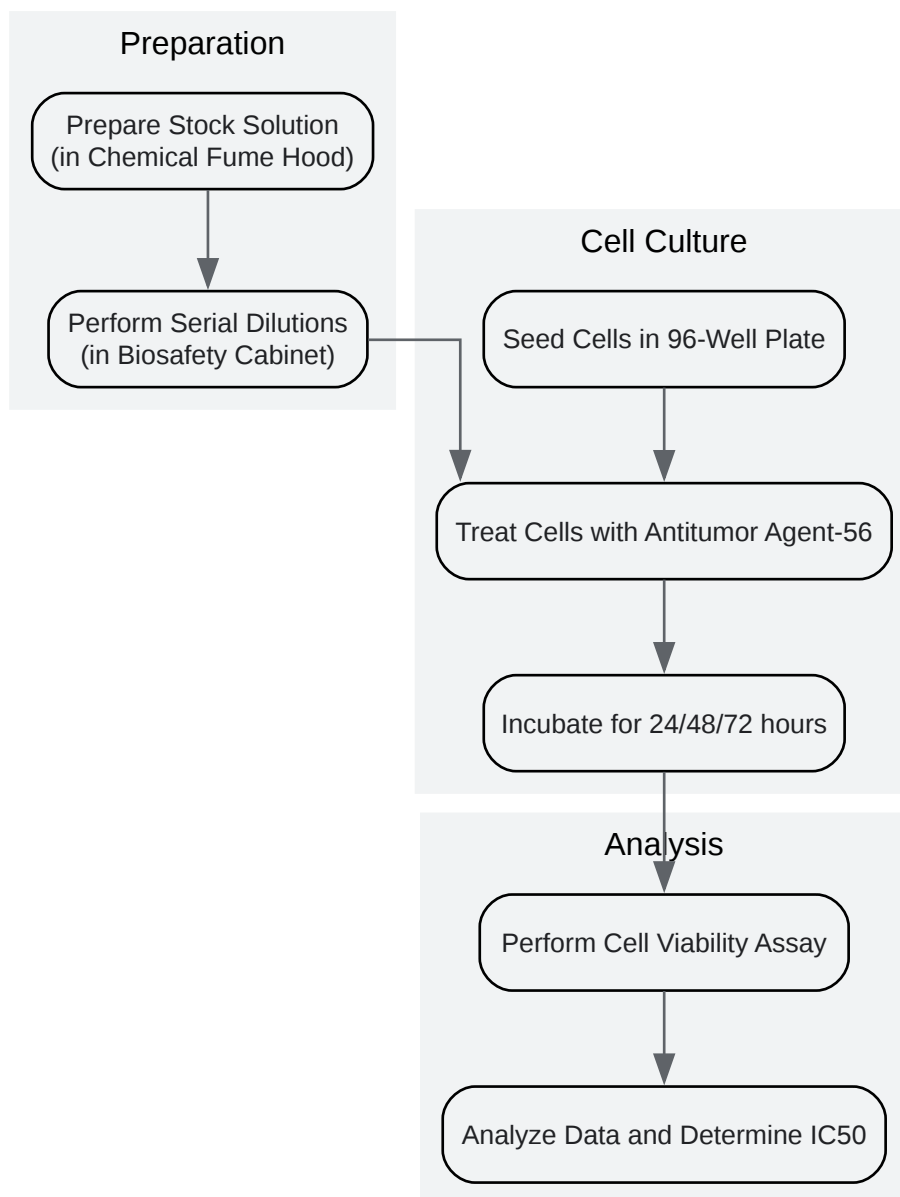 Preparation
Prepare Stock Solution
(in Chemical Fume Hood)
Perform Serial Dilutions
(in Biosafety Cabinet)
Cell Culture
Seed Cells in 96-Well Plate
Treat Cells with Antitumor Agent-56
Incubate for 24/48/72 hours
Analysis
Perform Cell Viability Assay
Analyze Data and Determine IC50